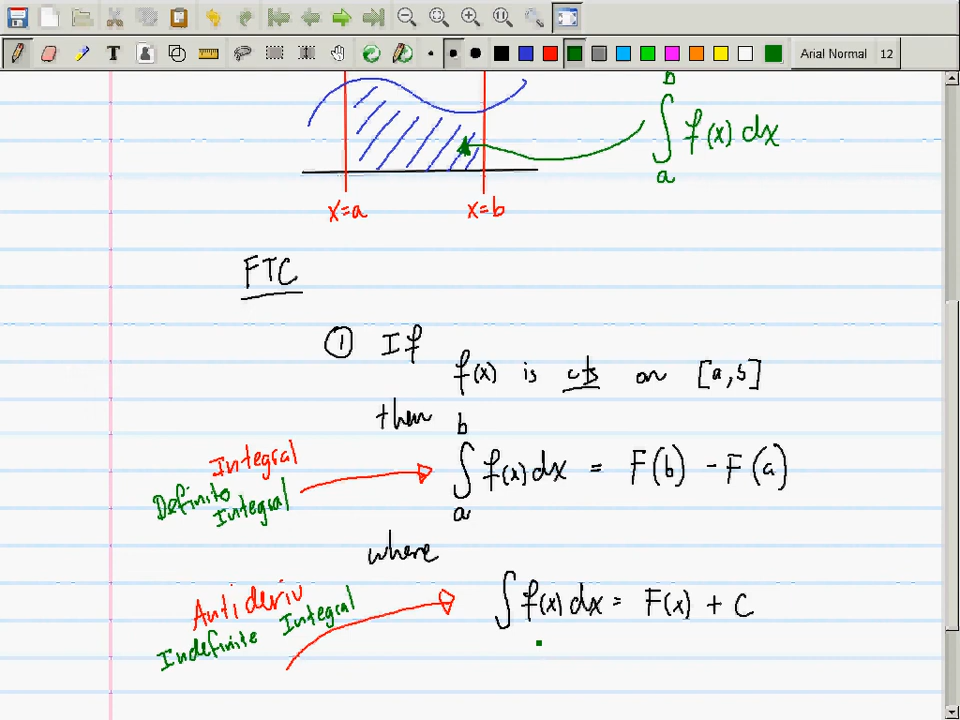 Arial Normal 12
b
∫ f(x) dx
a
x=a x=b
FTC
① If
f(x) is cts on [a,b]
then
b
∫ f(x) dx = F(b) - F(a)
a
Integral
Definite
Integral
where
∫ f(x) dx = F(x) + C
Antideriv
Indefinite Integral